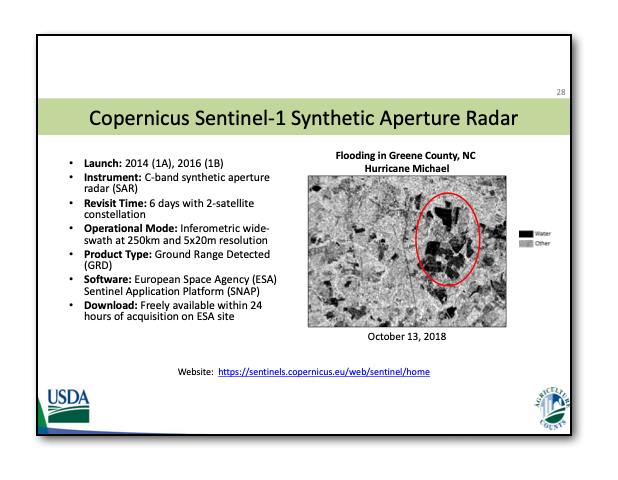 28
Copernicus Sentinel-1 Synthetic Aperture Radar
• Launch: 2014 (1A), 2016 (1B)
• Instrument: C-band synthetic aperture
radar (SAR)
• Revisit Time: 6 days with 2-satellite
constellation
• Operational Mode: Inferometric wide-
swath at 250km and 5x20m resolution
• Product Type: Ground Range Detected
(GRD)
• Software: European Space Agency (ESA)
Sentinel Application Platform (SNAP)
• Download: Freely available within 24
hours of acquisition on ESA site
Flooding in Greene County, NC
Hurricane Michael
Water
Other
October 13, 2018
Website: https://sentinels.copernicus.eu/web/sentinel/home
USDA
AGRICULTURE
COUNTS